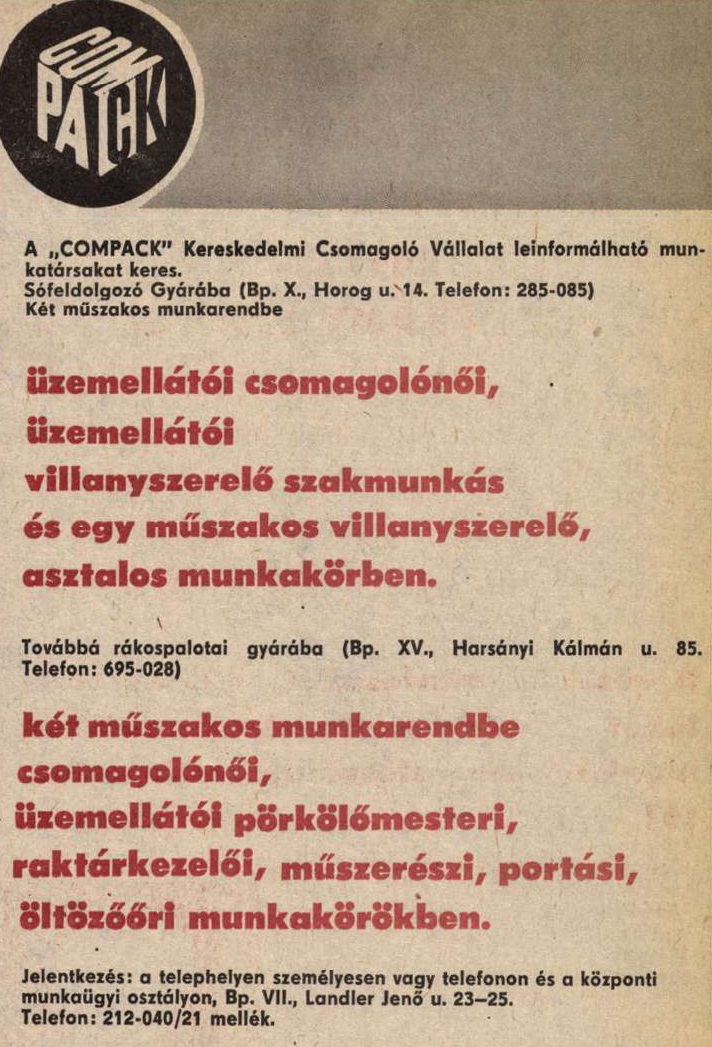 COM
PACK
A „COMPACK" Kereskedelmi Csomagoló Vállalat leinformálható mun-
katársakat keres.
Sófeldolgozó Gyárába (Bp. X., Horog u. 14. Telefon: 285-085)
Két műszakos munkarendbe
üzemellátói csomagolónői,
üzemellátói
villanyszerelő szakmunkás
és egy műszakos villanyszerelő,
asztalos munkakörben.
Továbbá rákospalotai gyárába (Bp. XV., Harsányi Kálmán u. 85.
Telefon: 695-028)
két műszakos munkarendbe
csomagolónői,
üzemellátói pörkölőmesteri,
raktárkezelői, műszerészi, portási,
öltözőőri munkakörökben.
Jelentkezés: a telephelyen személyesen vagy telefonon és a központi
munkaügyi osztályon, Bp. VII., Landler Jenő u. 23–25.
Telefon: 212-040/21 mellék.